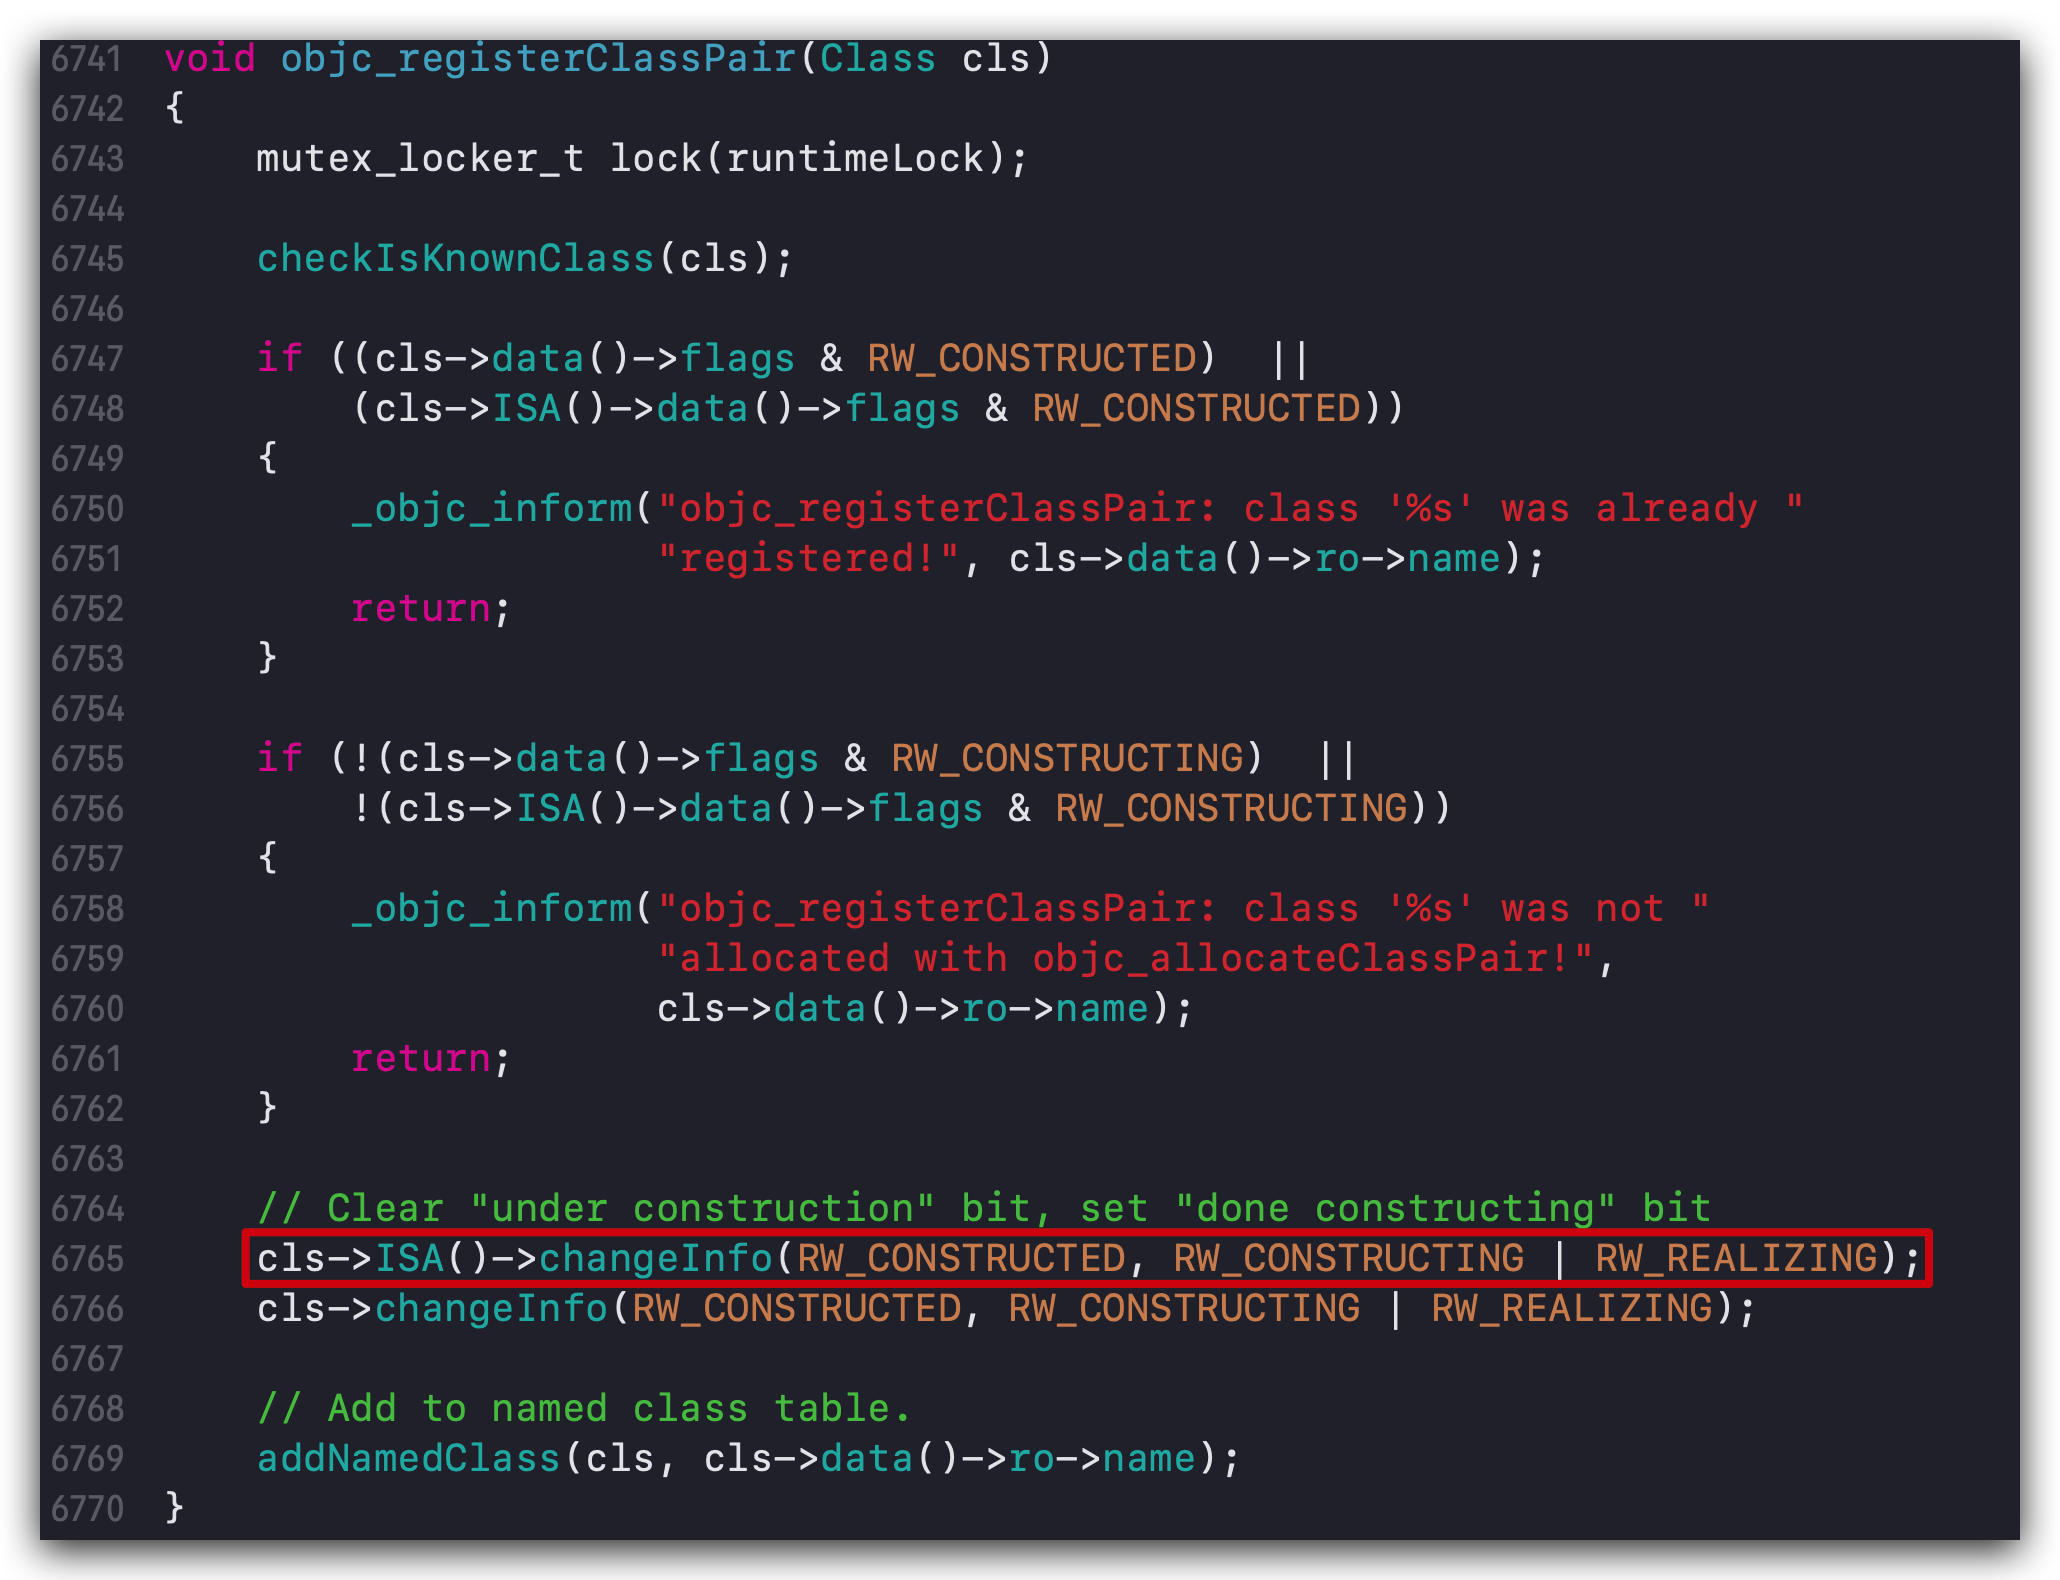 6741 void objc_registerClassPair(Class cls)
6742 {
6743     mutex_locker_t lock(runtimeLock);
6744
6745     checkIsKnownClass(cls);
6746
6747     if ((cls->data()->flags & RW_CONSTRUCTED)  ||
6748         (cls->ISA()->data()->flags & RW_CONSTRUCTED))
6749     {
6750         _objc_inform("objc_registerClassPair: class '%s' was already "
6751                      "registered!", cls->data()->ro->name);
6752         return;
6753     }
6754
6755     if (!(cls->data()->flags & RW_CONSTRUCTING)  ||
6756         !(cls->ISA()->data()->flags & RW_CONSTRUCTING))
6757     {
6758         _objc_inform("objc_registerClassPair: class '%s' was not "
6759                      "allocated with objc_allocateClassPair!",
6760                      cls->data()->ro->name);
6761         return;
6762     }
6763
6764     // Clear "under construction" bit, set "done constructing" bit
6765     cls->ISA()->changeInfo(RW_CONSTRUCTED, RW_CONSTRUCTING | RW_REALIZING);
6766     cls->changeInfo(RW_CONSTRUCTED, RW_CONSTRUCTING | RW_REALIZING);
6767
6768     // Add to named class table.
6769     addNamedClass(cls, cls->data()->ro->name);
6770 }